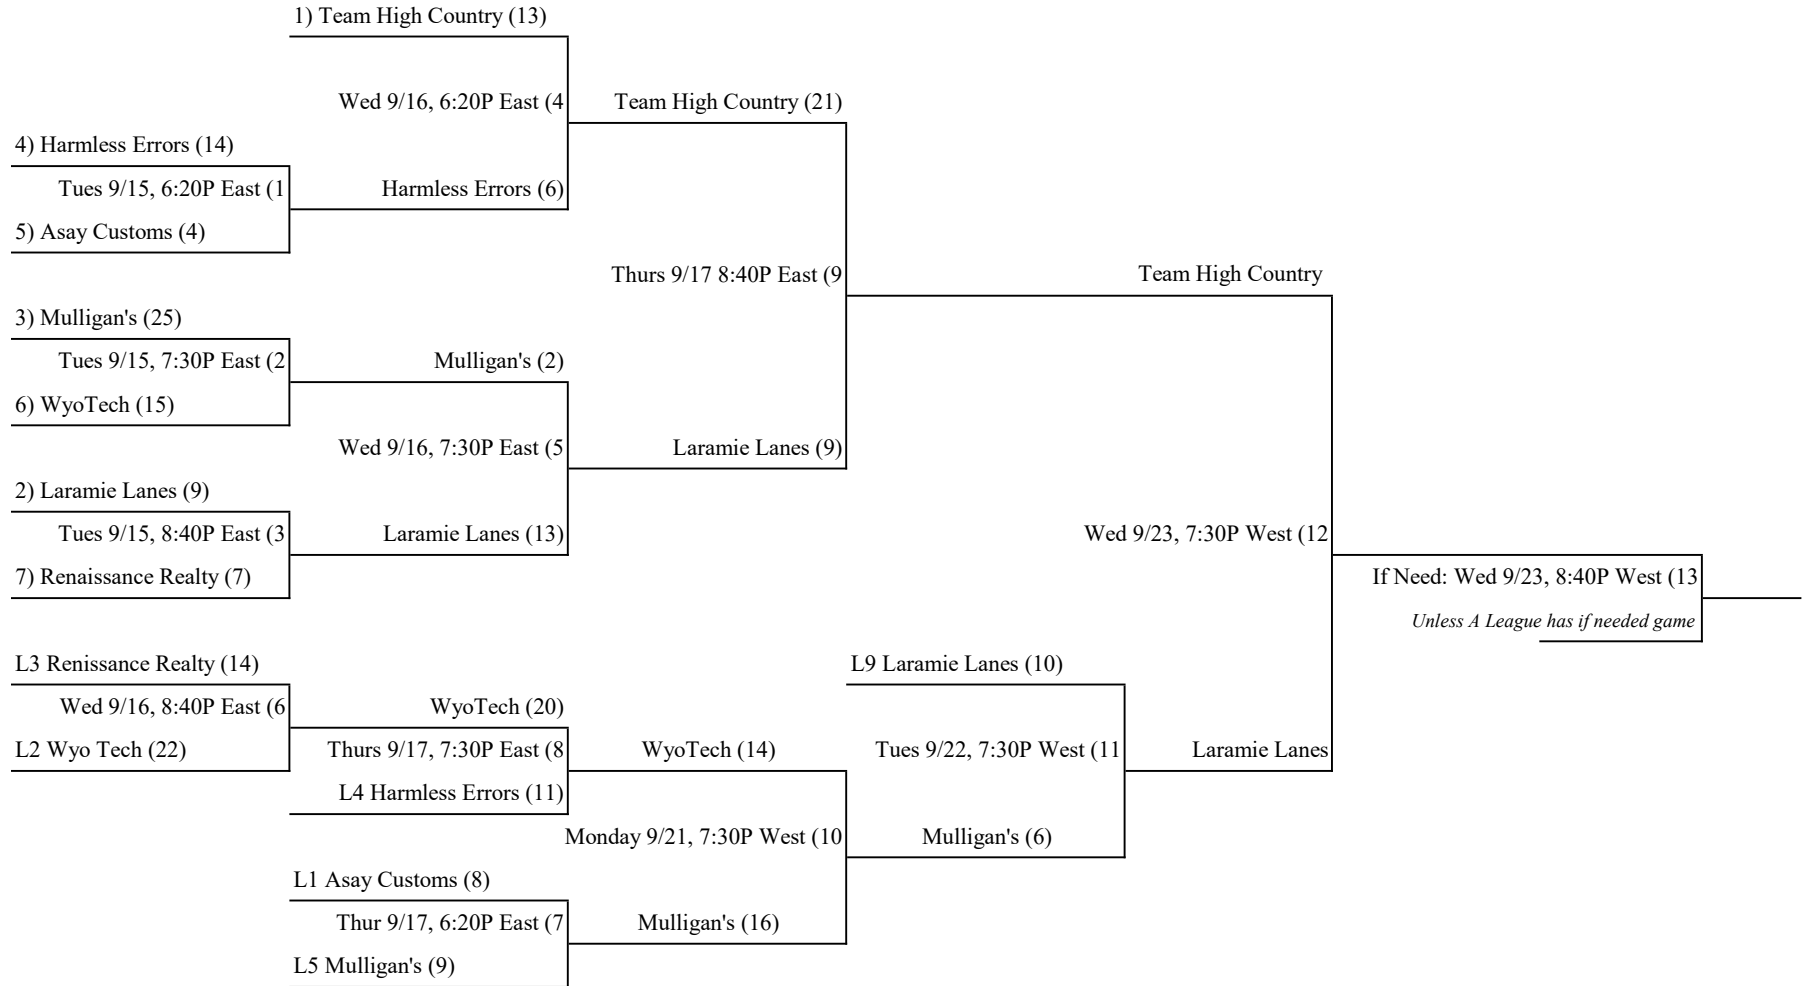 1) Team High Country (13)
Wed 9/16, 6:20P East (4
Team High Country (21)
4) Harmless Errors (14)
Tues 9/15, 6:20P East (1
Harmless Errors (6)
5) Asay Customs (4)
Thurs 9/17 8:40P East (9
Team High Country
3) Mulligan's (25)
Tues 9/15, 7:30P East (2
Mulligan's (2)
6) WyoTech (15)
Wed 9/16, 7:30P East (5
Laramie Lanes (9)
2) Laramie Lanes (9)
Tues 9/15, 8:40P East (3
Laramie Lanes (13)
Wed 9/23, 7:30P West (12
7) Renaissance Realty (7)
If Need: Wed 9/23, 8:40P West (13
Unless A League has if needed game
L3 Renissance Realty (14)
L9 Laramie Lanes (10)
Wed 9/16, 8:40P East (6
WyoTech (20)
L2 Wyo Tech (22)
Thurs 9/17, 7:30P East (8
WyoTech (14)
Tues 9/22, 7:30P West (11
Laramie Lanes
L4 Harmless Errors (11)
Monday 9/21, 7:30P West (10
Mulligan's (6)
L1 Asay Customs (8)
Thur 9/17, 6:20P East (7
Mulligan's (16)
L5 Mulligan's (9)